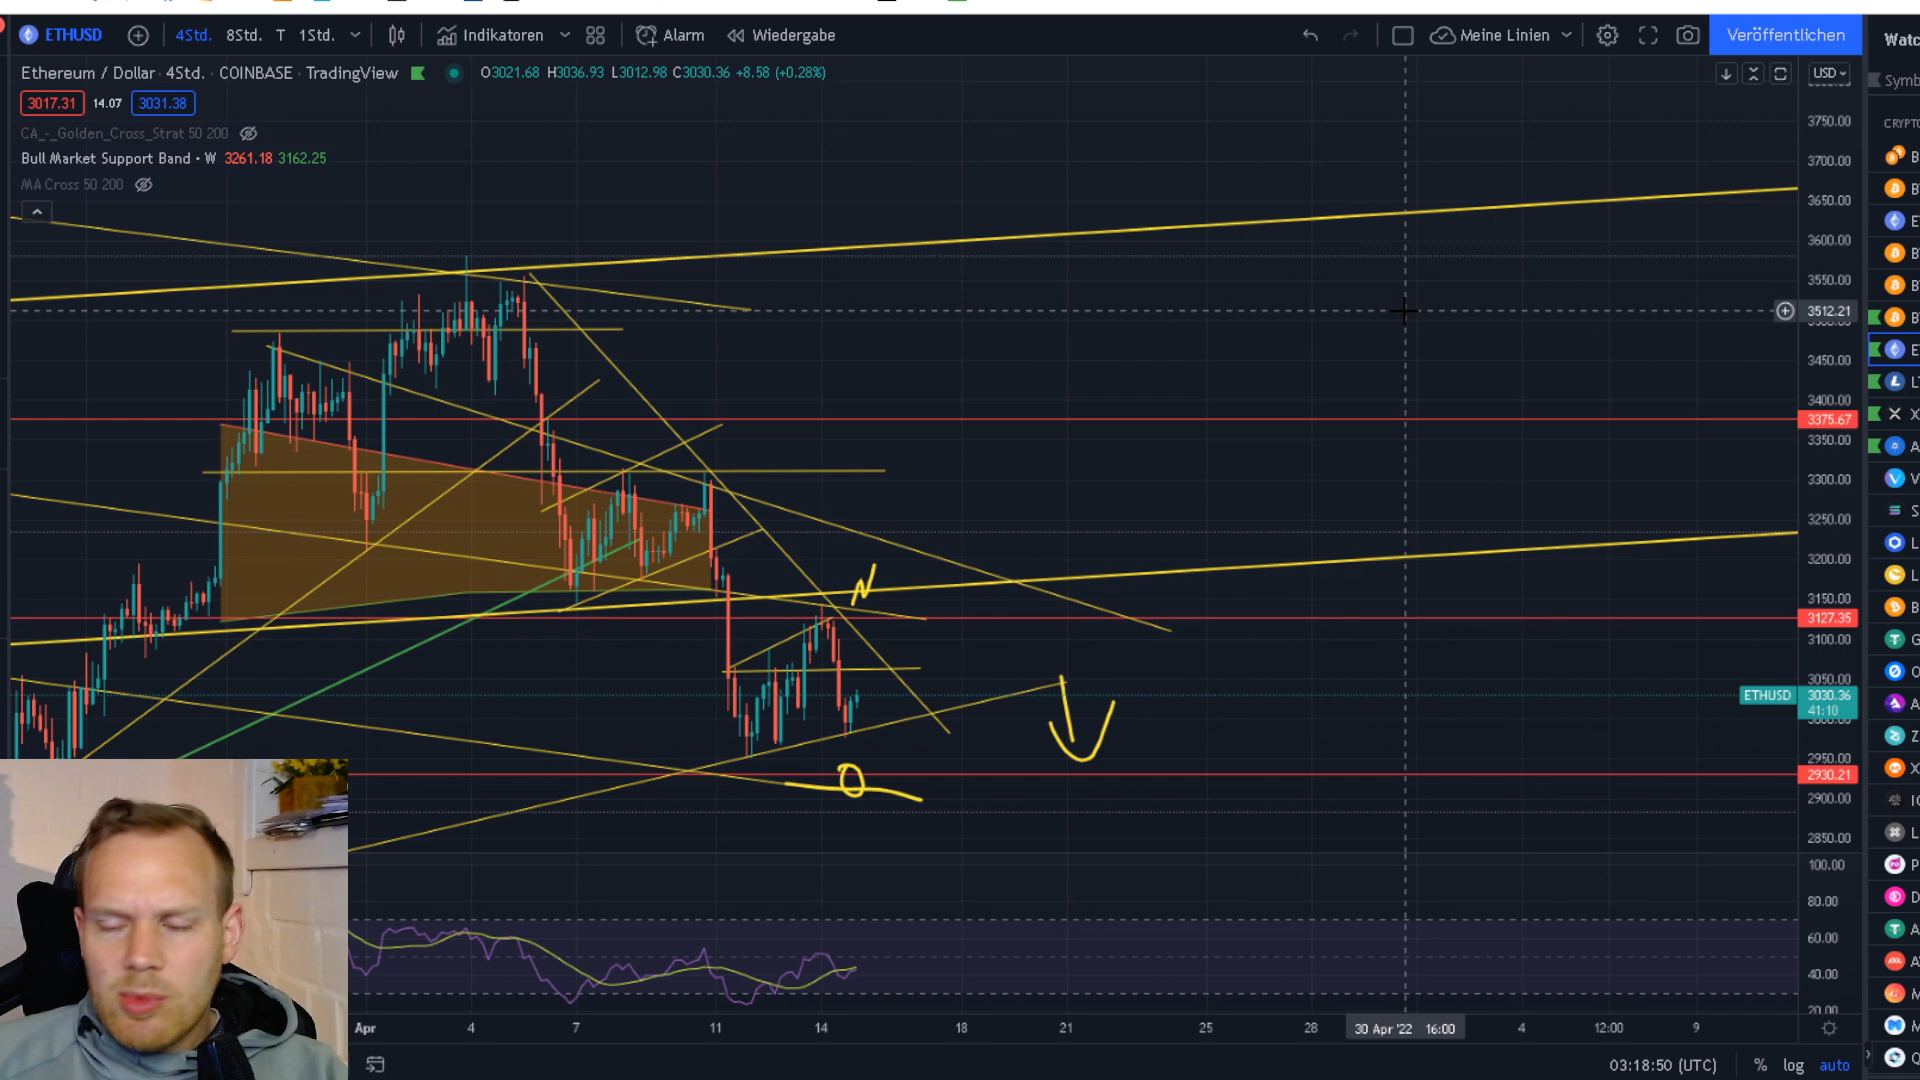 ETHUSD 4Std. 8Std. T 1Std. Indikatoren Alarm Wiedergabe Meine Linien Veröffentlichen
Ethereum / Dollar · 4Std. · COINBASE · TradingView O3021.68 H3036.93 L3012.98 C3030.36 +8.58 (+0.28%)
3017.31 14.07 3031.38
CA_-_Golden_Cross_Strat 50 200
Bull Market Support Band · W 3261.18 3162.25
MA Cross 50 200
USD
3750.00
3700.00
3650.00
3600.00
3550.00
3512.21
3450.00
3400.00
3375.67
3350.00
3300.00
3250.00
3200.00
3150.00
3127.35
3100.00
3050.00
ETHUSD 3030.36
41:10
2950.00
2930.21
2900.00
2850.00
100.00
80.00
60.00
40.00
20.00
Apr 4 7 11 14 18 21 25 28 30 Apr '22 16:00 4 12:00 9
03:18:50 (UTC) % log auto
CRYPTO